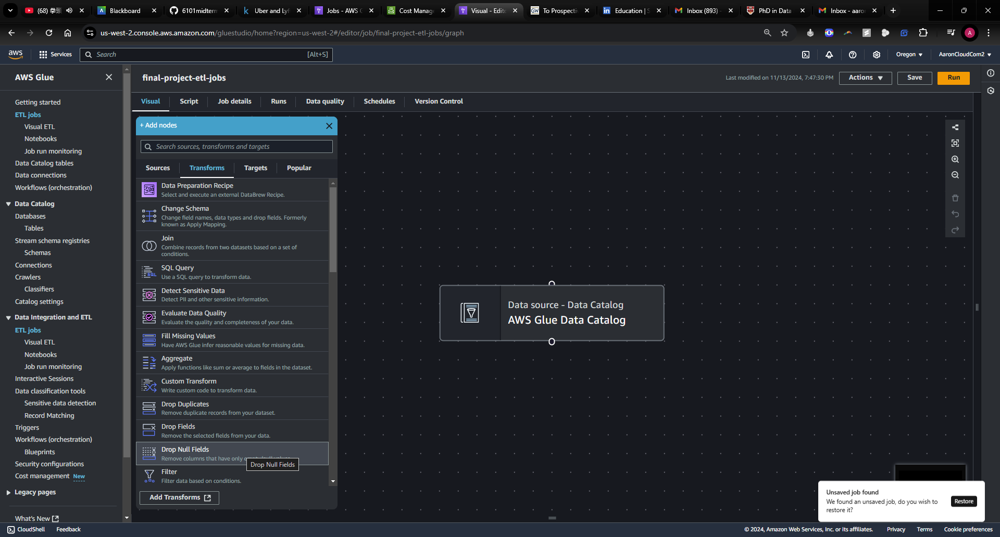 (68) 拳頭
Blackboard
6101midterm
Uber and Lyf
Jobs - AWS G
Cost Manag
Visual - Edit
To Prospecti
Education | S
Inbox (893) -
PhD in Data
Inbox - aaro
us-west-2.console.aws.amazon.com/gluestudio/home?region=us-west-2#/editor/job/final-project-etl-jobs/graph
A
aws
Services
Search
[Alt+S]
Oregon
AaronCloudCom2
AWS Glue
Getting started
ETL jobs
Visual ETL
Notebooks
Job run monitoring
Data Catalog tables
Data connections
Workflows (orchestration)
Data Catalog
Databases
Tables
Stream schema registries
Schemas
Connections
Crawlers
Classifiers
Catalog settings
Data Integration and ETL
ETL jobs
Visual ETL
Notebooks
Job run monitoring
Interactive Sessions
Data classification tools
Sensitive data detection
Record Matching
Triggers
Workflows (orchestration)
Blueprints
Security configurations
Cost management New
Legacy pages
What's New
final-project-etl-jobs
Last modified on 11/13/2024, 7:47:30 PM
Actions
Save
Run
Visual
Script
Job details
Runs
Data quality
Schedules
Version Control
+ Add nodes
Search sources, transforms and targets
Sources
Transforms
Targets
Popular
Data Preparation Recipe
Select and execute an external DataBrew Recipe.
Change Schema
Change field names, data types and drop fields. Formerly
known as Apply Mapping.
Join
Combine records from two datasets based on a set of
conditions.
SQL Query
Use a SQL query to transform data.
Detect Sensitive Data
Detect PII and other sensitive information.
Evaluate Data Quality
Evaluate the quality and completeness of your data.
Fill Missing Values
Have AWS Glue infer reasonable values for missing data.
Aggregate
Apply functions like sum or average to fields in the dataset.
Custom Transform
Write custom code to transform data.
Drop Duplicates
Remove duplicate records from your dataset.
Drop Fields
Remove the selected fields from your data.
Drop Null Fields
Remove columns that have only
Drop Null Fields
Filter
Filter data based on conditions.
Add Transforms
Data source - Data Catalog
AWS Glue Data Catalog
Unsaved job found
We found an unsaved job, do you wish to
restore it?
Restore
CloudShell
Feedback
© 2024, Amazon Web Services, Inc. or its affiliates.
Privacy
Terms
Cookie preferences